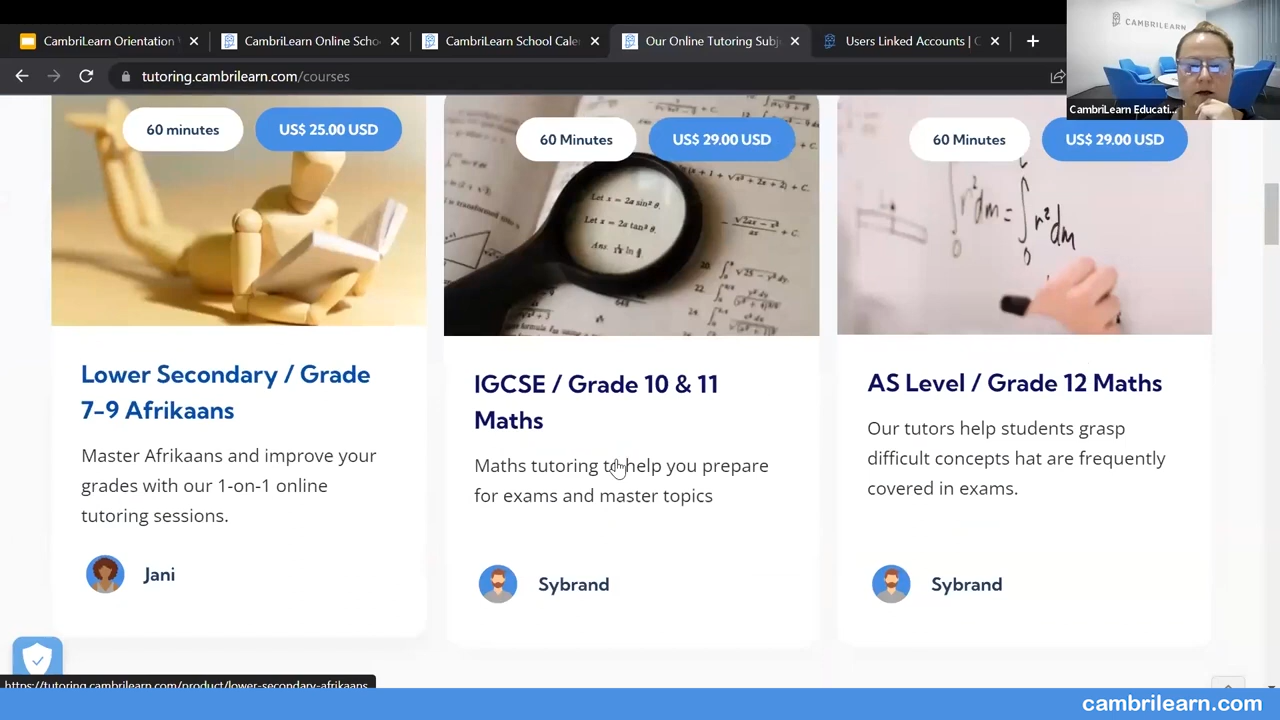 CambriLearn Orientation
CambriLearn Online Scho
CambriLearn School Cale
Our Online Tutoring Subj
Users Linked Accounts | C
tutoring.cambrilearn.com/courses
CAMBRILEARN
CambriLearn Educati...
60 minutes
US$ 25.00 USD
60 Minutes
US$ 29.00 USD
60 Minutes
US$ 29.00 USD
Lower Secondary / Grade
7-9 Afrikaans
Master Afrikaans and improve your
grades with our 1-on-1 online
tutoring sessions.
Jani
IGCSE / Grade 10 & 11
Maths
Maths tutoring to help you prepare
for exams and master topics
Sybrand
AS Level / Grade 12 Maths
Our tutors help students grasp
difficult concepts hat are frequently
covered in exams.
Sybrand
https://tutoring.cambrilearn.com/product/lower-secondary-afrikaans
cambrilearn.com